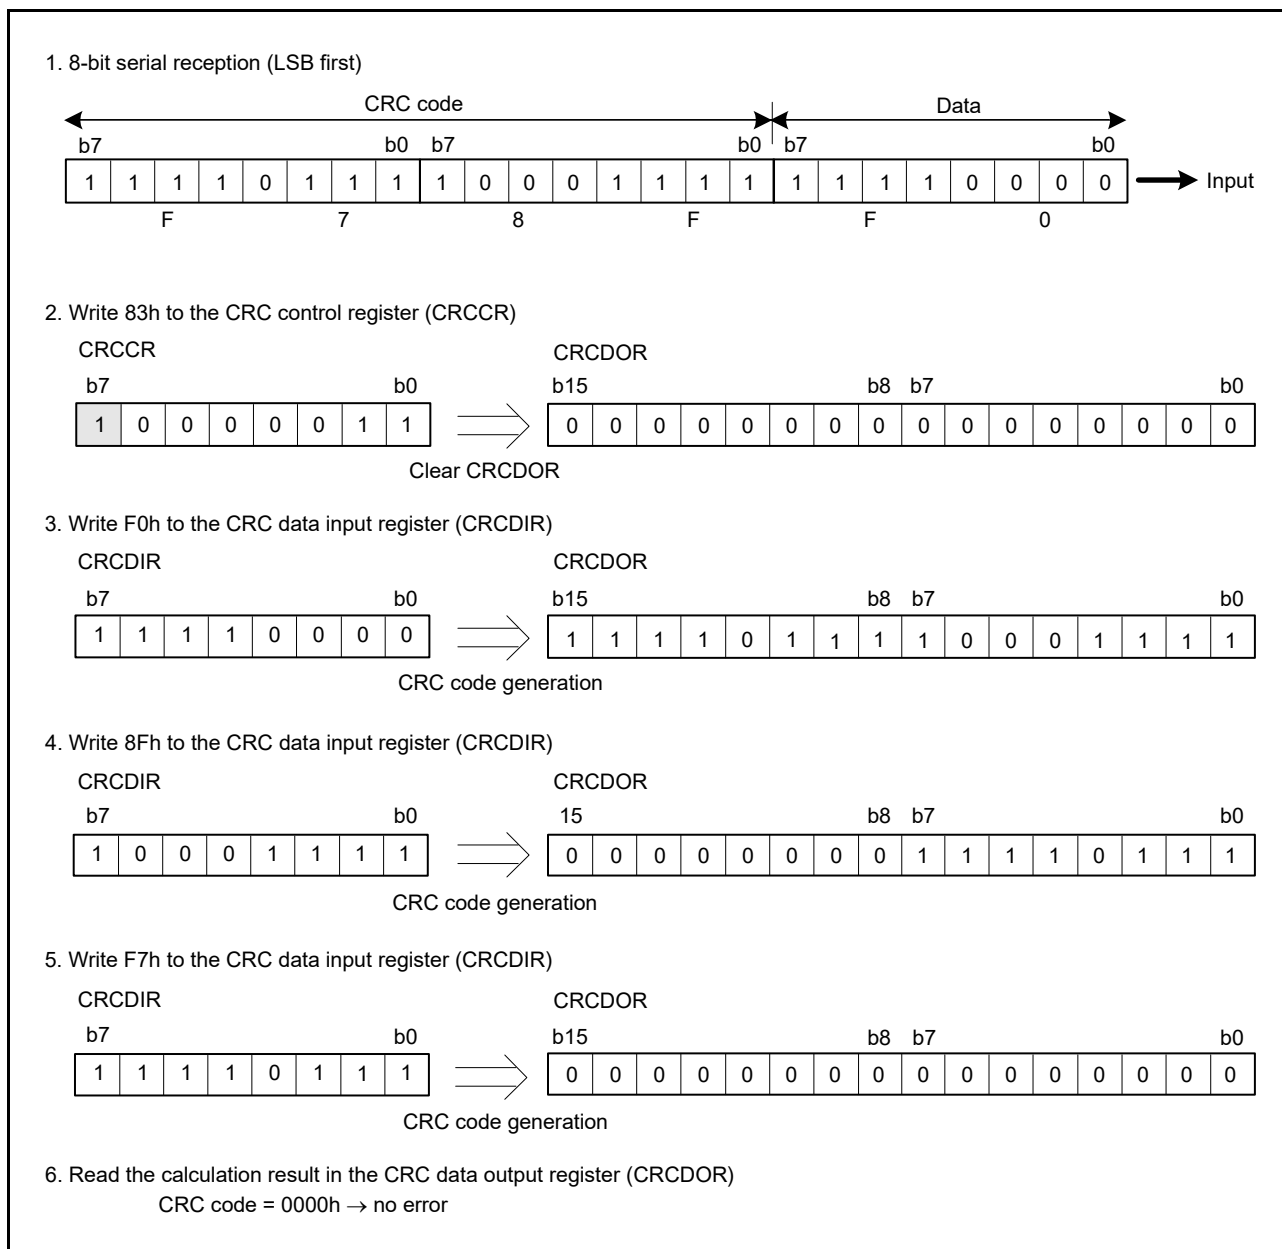 1. 8-bit serial reception (LSB first)
CRC code Data
b7 b0 b7 b0 b7 b0
1 1 1 1 0 1 1 1 1 0 0 0 1 1 1 1 1 1 1 1 0 0 0 0 Input
F 7 8 F F 0
2. Write 83h to the CRC control register (CRCCR)
CRCCR CRCDOR
b7 b0 b15 b8 b7 b0
1 0 0 0 0 0 1 1 0 0 0 0 0 0 0 0 0 0 0 0 0 0 0 0
Clear CRCDOR
3. Write F0h to the CRC data input register (CRCDIR)
CRCDIR CRCDOR
b7 b0 b15 b8 b7 b0
1 1 1 1 0 0 0 0 1 1 1 1 0 1 1 1 1 0 0 0 1 1 1 1
CRC code generation
4. Write 8Fh to the CRC data input register (CRCDIR)
CRCDIR CRCDOR
b7 b0 15 b8 b7 b0
1 0 0 0 1 1 1 1 0 0 0 0 0 0 0 0 1 1 1 1 0 1 1 1
CRC code generation
5. Write F7h to the CRC data input register (CRCDIR)
CRCDIR CRCDOR
b7 b0 b15 b8 b7 b0
1 1 1 1 0 1 1 1 0 0 0 0 0 0 0 0 0 0 0 0 0 0 0 0
CRC code generation
6. Read the calculation result in the CRC data output register (CRCDOR)
CRC code = 0000h → no error